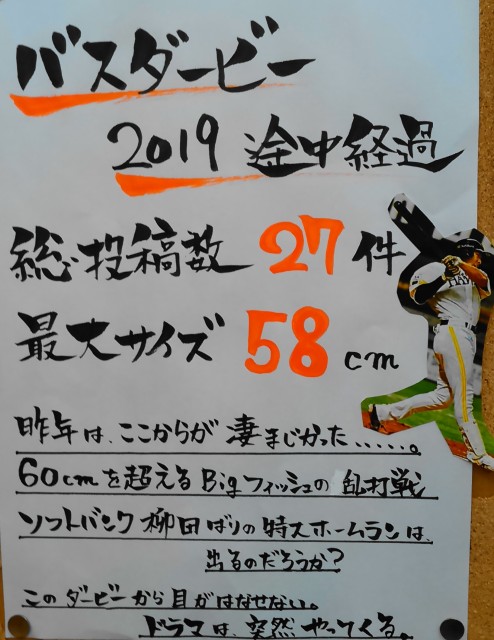 バスダービー
2019 途中経過
総投稿数 27 件
最大サイズ 58 cm
昨年は、ここからが凄まじかった......。
60cmを超えるBigフィッシュの乱打戦
ソフトバンク柳田ばりの特大ホームランは、
出るのだろうか?
このダービーから目がはなせない。
ドラマは、突然やってくる。